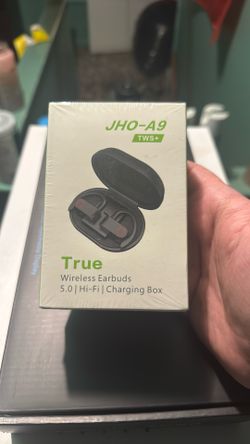 JHO-A9
TWS+
True
Wireless Earbuds
5.0 | Hi-Fi | Charging Box